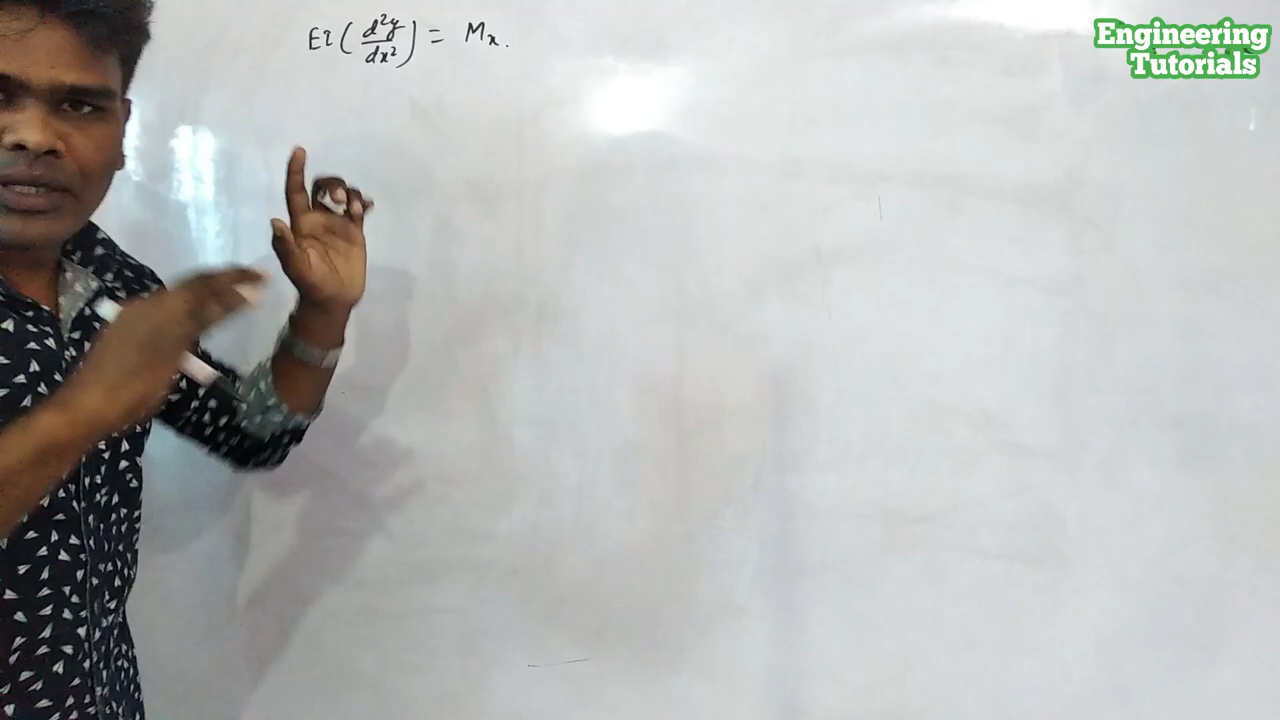 EI (d²y/dx²) = Mx.
Engineering
Tutorials